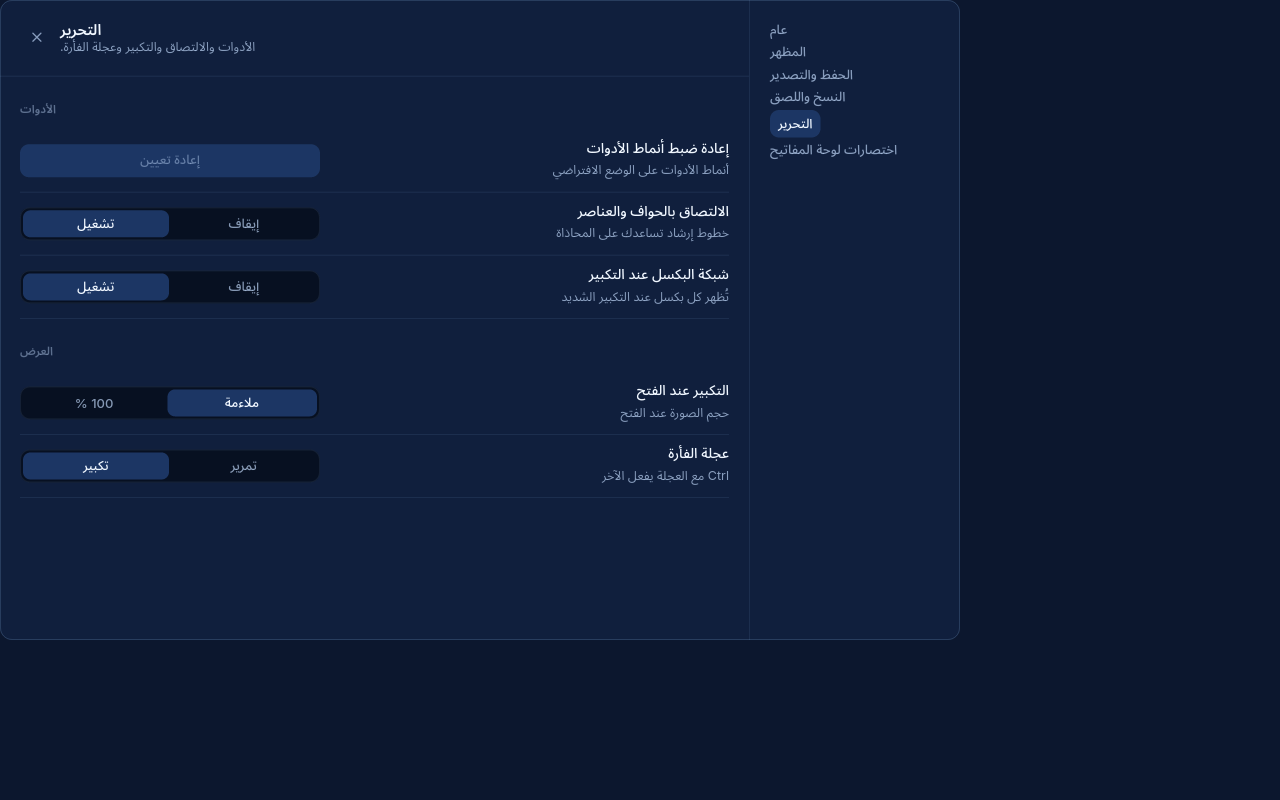 عام
المظهر
الحفظ والتصدير
النسخ واللصق
التحرير
اختصارات لوحة المفاتيح
التحرير
الأدوات والالتصاق والتكبير وعجلة الفأرة.
الأدوات
إعادة ضبط أنماط الأدوات
أنماط الأدوات على الوضع الافتراضي
إعادة تعيين
الالتصاق بالحواف والعناصر
خطوط إرشاد تساعدك على المحاذاة
إيقاف
تشغيل
شبكة البكسل عند التكبير
تُظهر كل بكسل عند التكبير الشديد
إيقاف
تشغيل
العرض
التكبير عند الفتح
حجم الصورة عند الفتح
ملاءمة
100 %
عجلة الفأرة
Ctrl مع العجلة يفعل الآخر
تمرير
تكبير